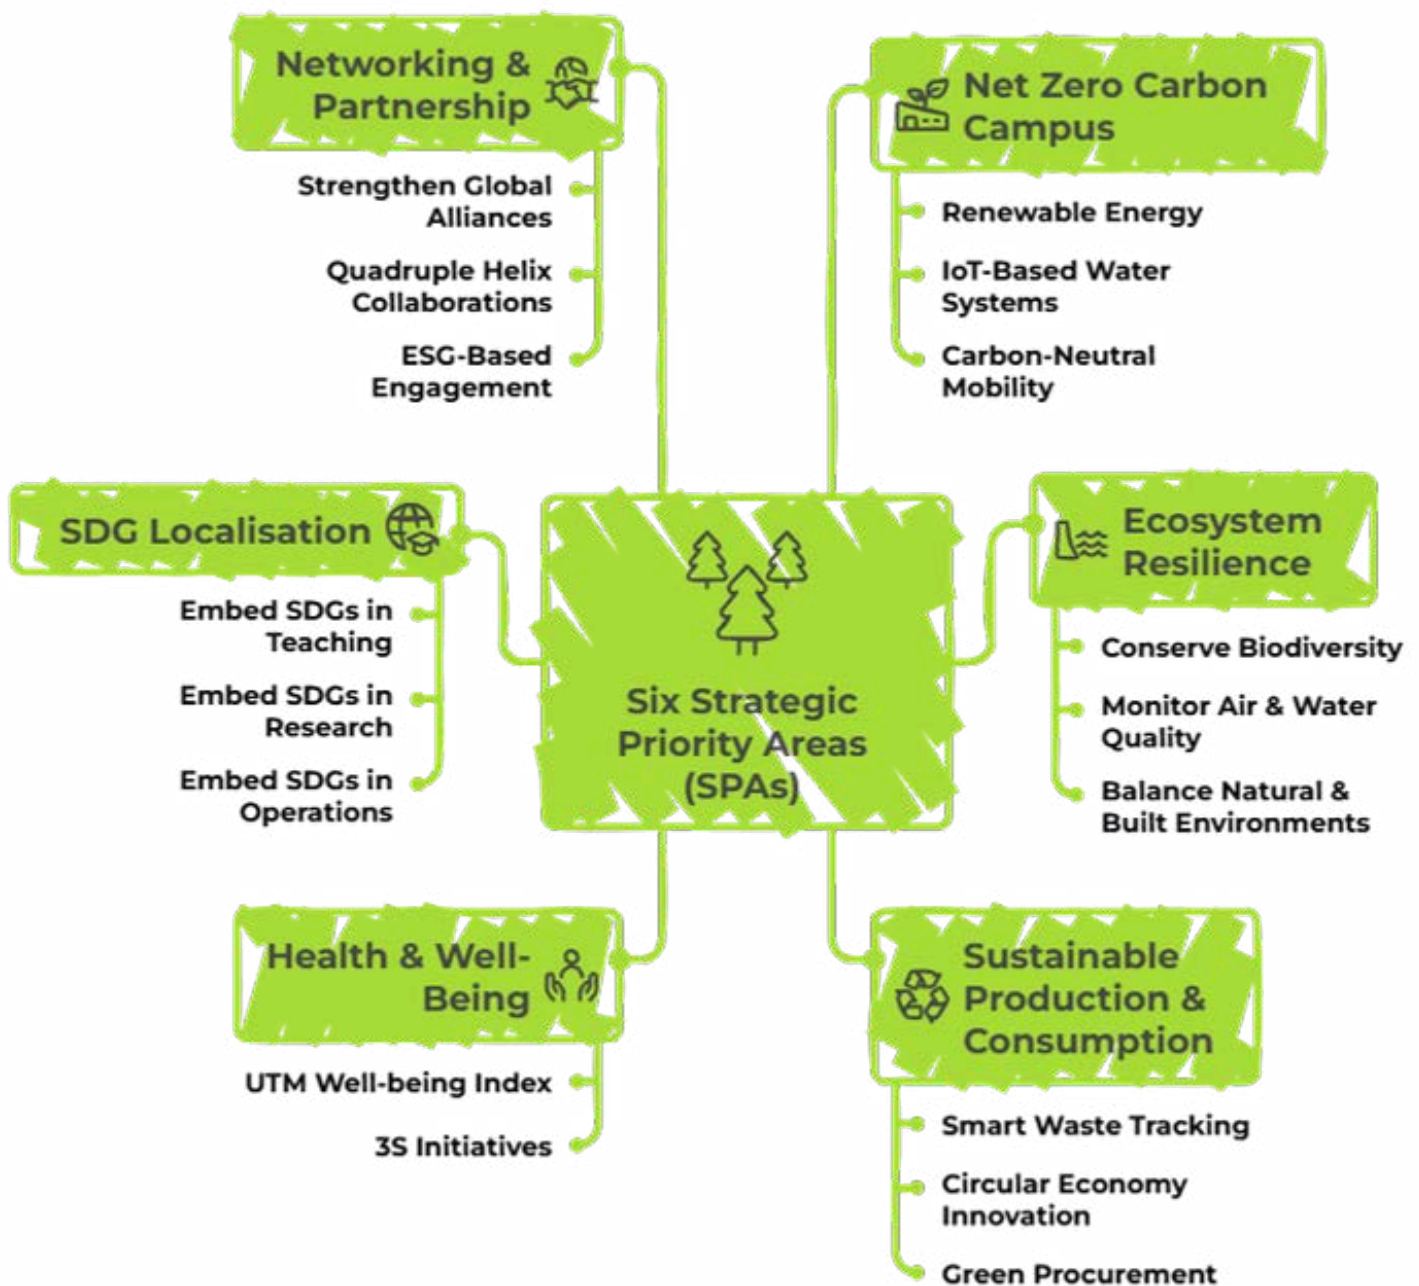 Networking &
Partnership
Strengthen Global
Alliances
Quadruple Helix
Collaborations
ESG-Based
Engagement
Net Zero Carbon
Campus
Renewable Energy
IoT-Based Water
Systems
Carbon-Neutral
Mobility
SDG Localisation
Embed SDGs in
Teaching
Embed SDGs in
Research
Embed SDGs in
Operations
Six Strategic
Priority Areas
(SPAs)
Ecosystem
Resilience
Conserve Biodiversity
Monitor Air & Water
Quality
Balance Natural &
Built Environments
Health & Well-
Being
UTM Well-being Index
3S Initiatives
Sustainable
Production &
Consumption
Smart Waste Tracking
Circular Economy
Innovation
Green Procurement